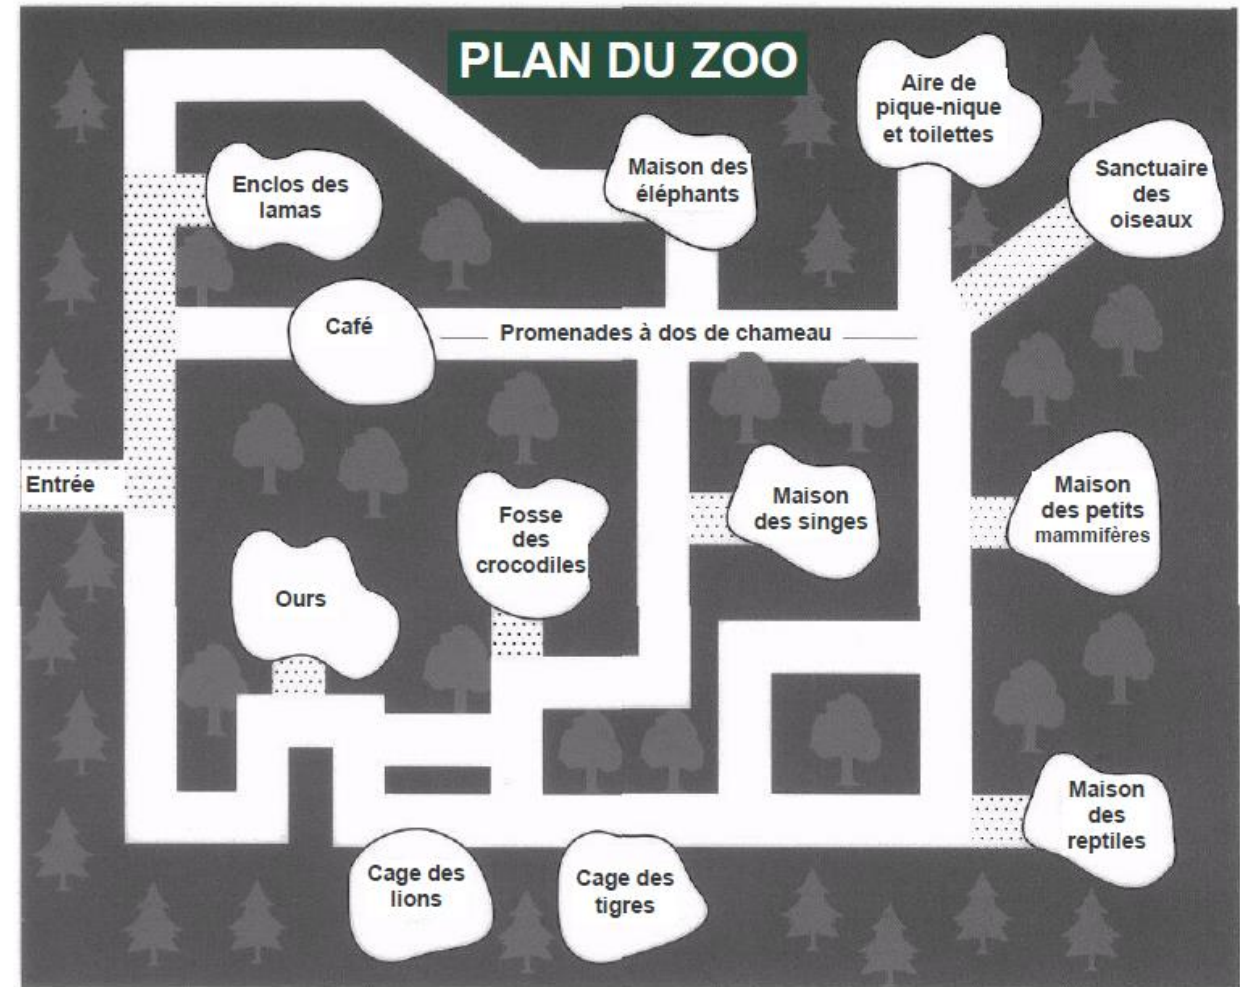 PLAN DU ZOO
Aire de
pique-nique
et toilettes
Maison des
éléphants
Sanctuaire
des
oiseaux
Enclos des
lamas
Café
Promenades à dos de chameau
Entrée
Maison
des singes
Maison
des petits
mammifères
Fosse
des
crocodiles
Ours
Maison
des
reptiles
Cage des
lions
Cage des
tigres